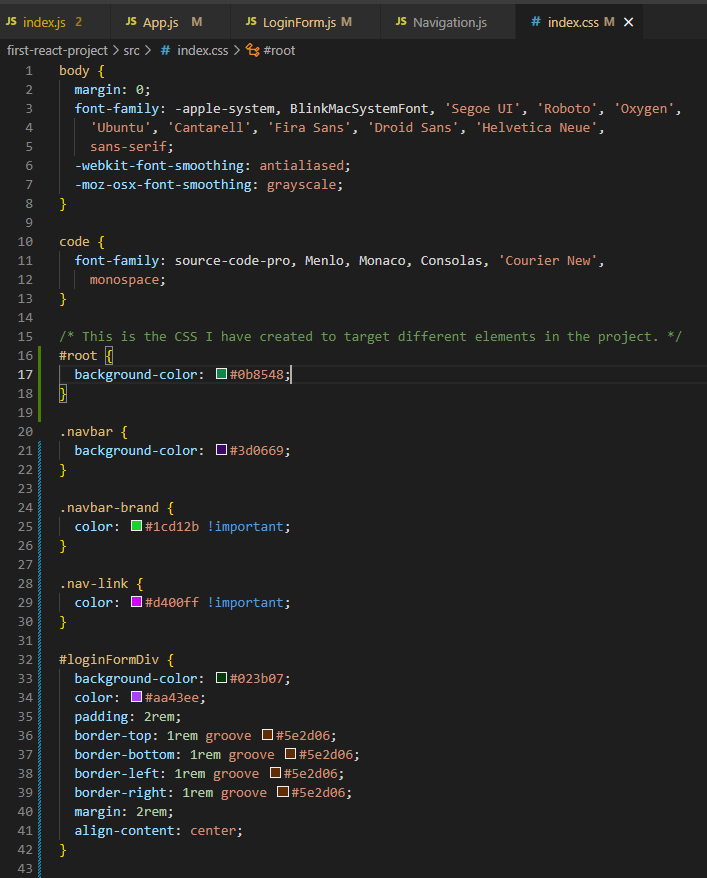 JS index.js 2 JS App.js M JS LoginForm.js M JS Navigation.js # index.css M ×
first-react-project > src > # index.css > #root
1 body {
2 margin: 0;
3 font-family: -apple-system, BlinkMacSystemFont, 'Segoe UI', 'Roboto', 'Oxygen',
4 'Ubuntu', 'Cantarell', 'Fira Sans', 'Droid Sans', 'Helvetica Neue',
5 sans-serif;
6 -webkit-font-smoothing: antialiased;
7 -moz-osx-font-smoothing: grayscale;
8 }
9
10 code {
11 font-family: source-code-pro, Menlo, Monaco, Consolas, 'Courier New',
12 monospace;
13 }
14
15 /* This is the CSS I have created to target different elements in the project. */
16 #root {
17 background-color: #0b8548;
18 }
19
20 .navbar {
21 background-color: #3d0669;
22 }
23
24 .navbar-brand {
25 color: #1cd12b !important;
26 }
27
28 .nav-link {
29 color: #d400ff !important;
30 }
31
32 #loginFormDiv {
33 background-color: #023b07;
34 color: #aa43ee;
35 padding: 2rem;
36 border-top: 1rem groove #5e2d06;
37 border-bottom: 1rem groove #5e2d06;
38 border-left: 1rem groove #5e2d06;
39 border-right: 1rem groove #5e2d06;
40 margin: 2rem;
41 align-content: center;
42 }
43